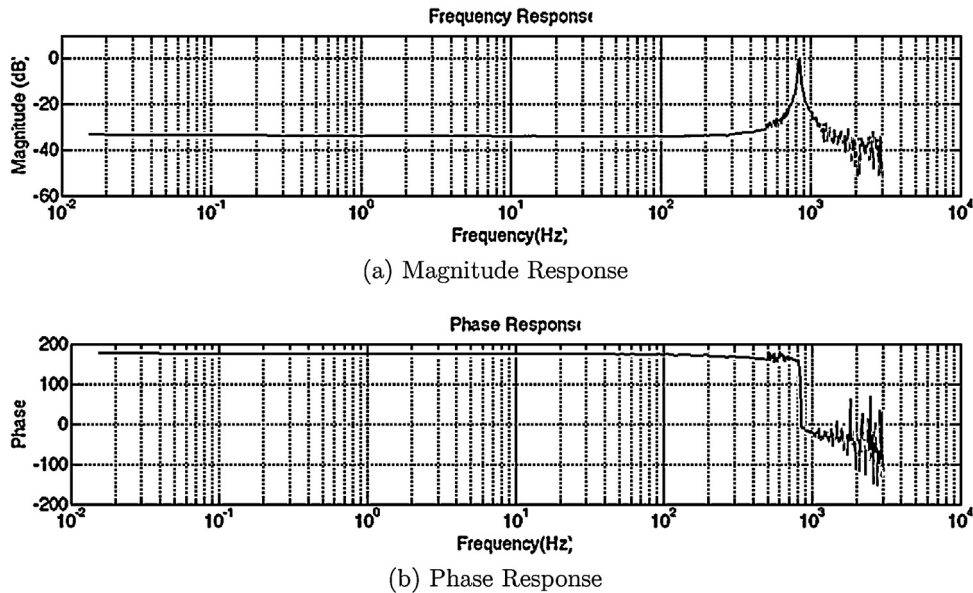 Frequency Response
Magnitude (dB)
0
-20
-40
-60
10^-2 10^-1 10^0 10^1 10^2 10^3 10^4
Frequency(Hz)
(a) Magnitude Response
Phase Response
Phase
200
100
0
-100
-200
10^-2 10^-1 10^0 10^1 10^2 10^3 10^4
Frequency(Hz)
(b) Phase Response